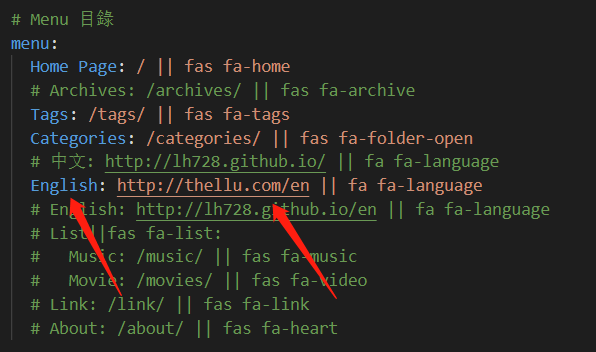 # Menu 目錄
menu:
Home Page: / || fas fa-home
# Archives: /archives/ || fas fa-archive
Tags: /tags/ || fas fa-tags
Categories: /categories/ || fas fa-folder-open
# 中文: http://lh728.github.io/ || fa fa-language
English: http://thellu.com/en || fa fa-language
# English: http://lh728.github.io/en || fa fa-language
# List||fas fa-list:
#   Music: /music/ || fas fa-music
#   Movie: /movies/ || fas fa-video
# Link: /link/ || fas fa-link
# About: /about/ || fas fa-heart